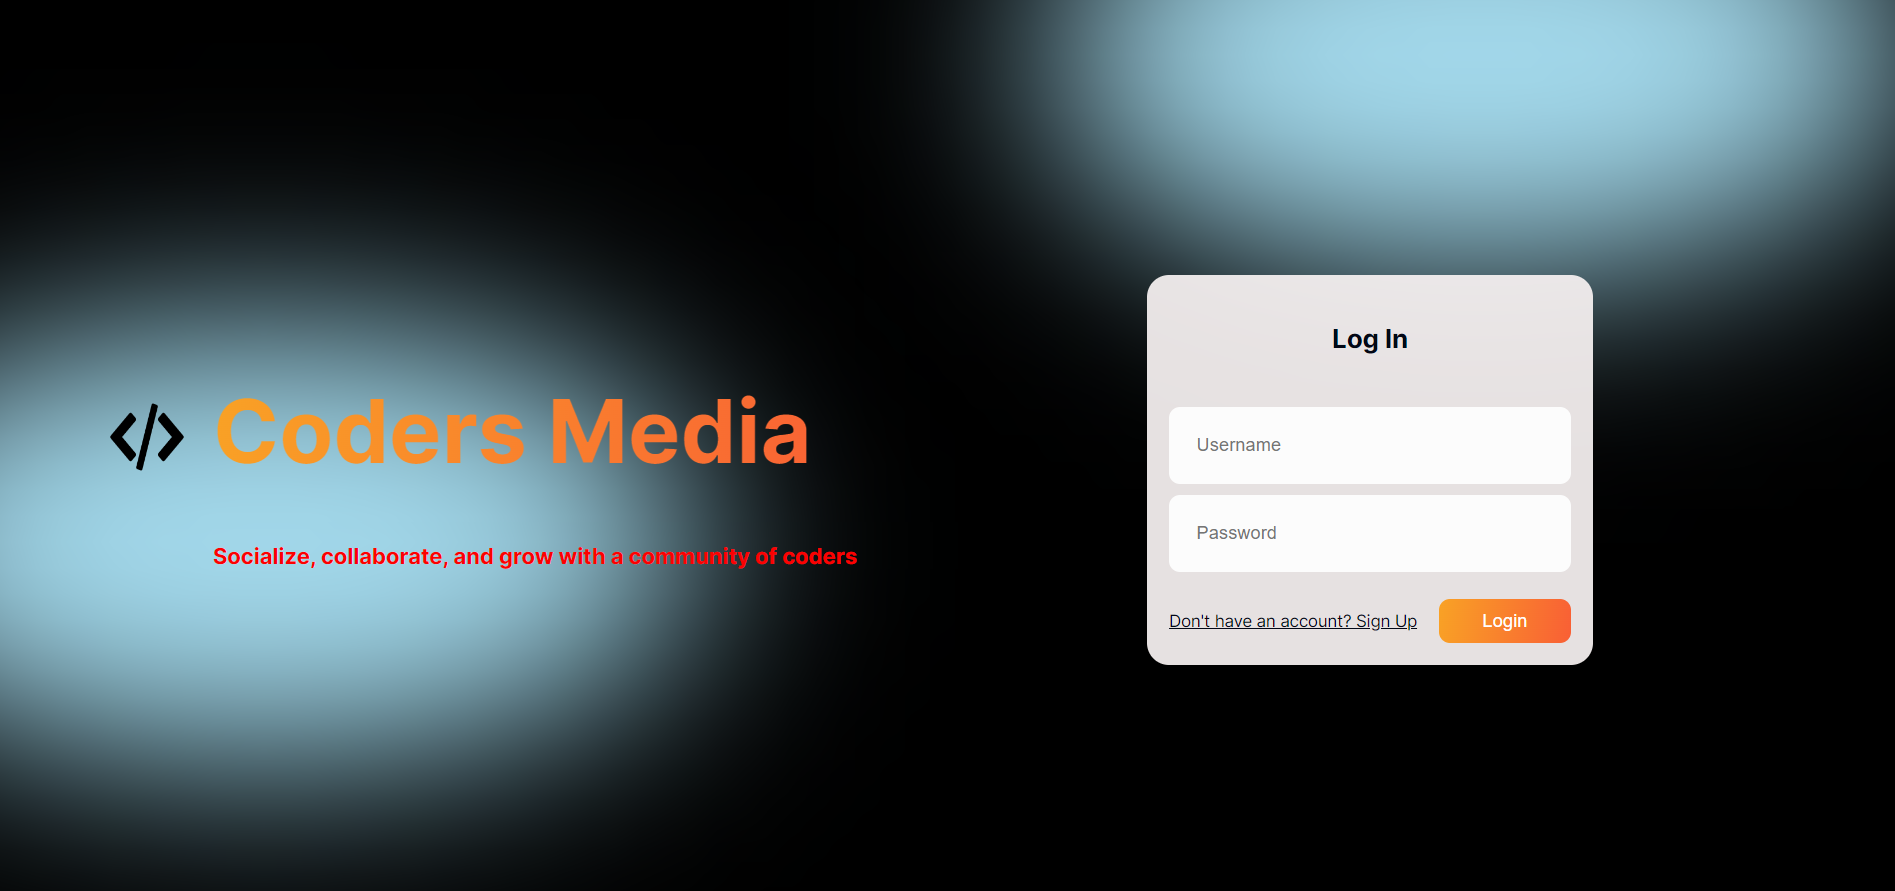 Coders Media
Socialize, collaborate, and grow with a community of coders
Log In
Username
Password
Don't have an account? Sign Up
Login